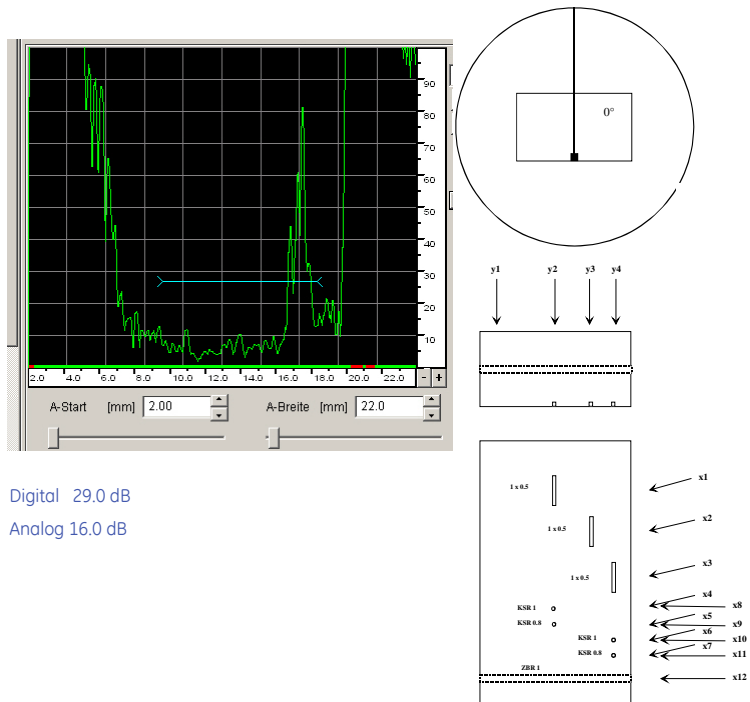 90
80
70
60
50
40
30
20
10
2.0 4.0 6.0 8.0 10.0 12.0 14.0 16.0 18.0 20.0 22.0 - +
A-Start [mm] 2.00 A-Breite [mm] 22.0
Digital 29.0 dB
Analog 16.0 dB
0°
y1 y2 y3 y4
1 x 0.5 x1
1 x 0.5 x2
1 x 0.5 x3
x4
KSR 1 x8
x5
KSR 0.8 x9
x6
KSR 1 x10
x7
KSR 0.8 x11
ZBR 1
x12